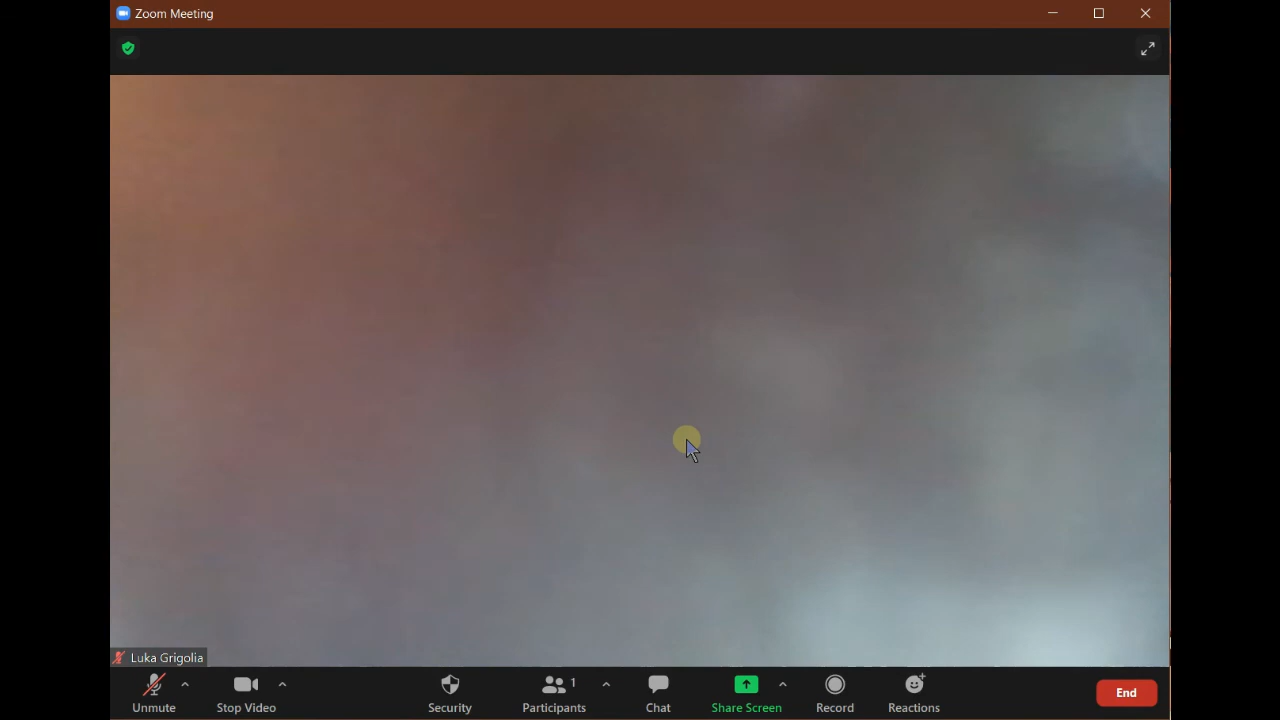 Zoom Meeting
Luka Grigolia
Unmute
Stop Video
Security
Participants 1
Chat
Share Screen
Record
Reactions
End